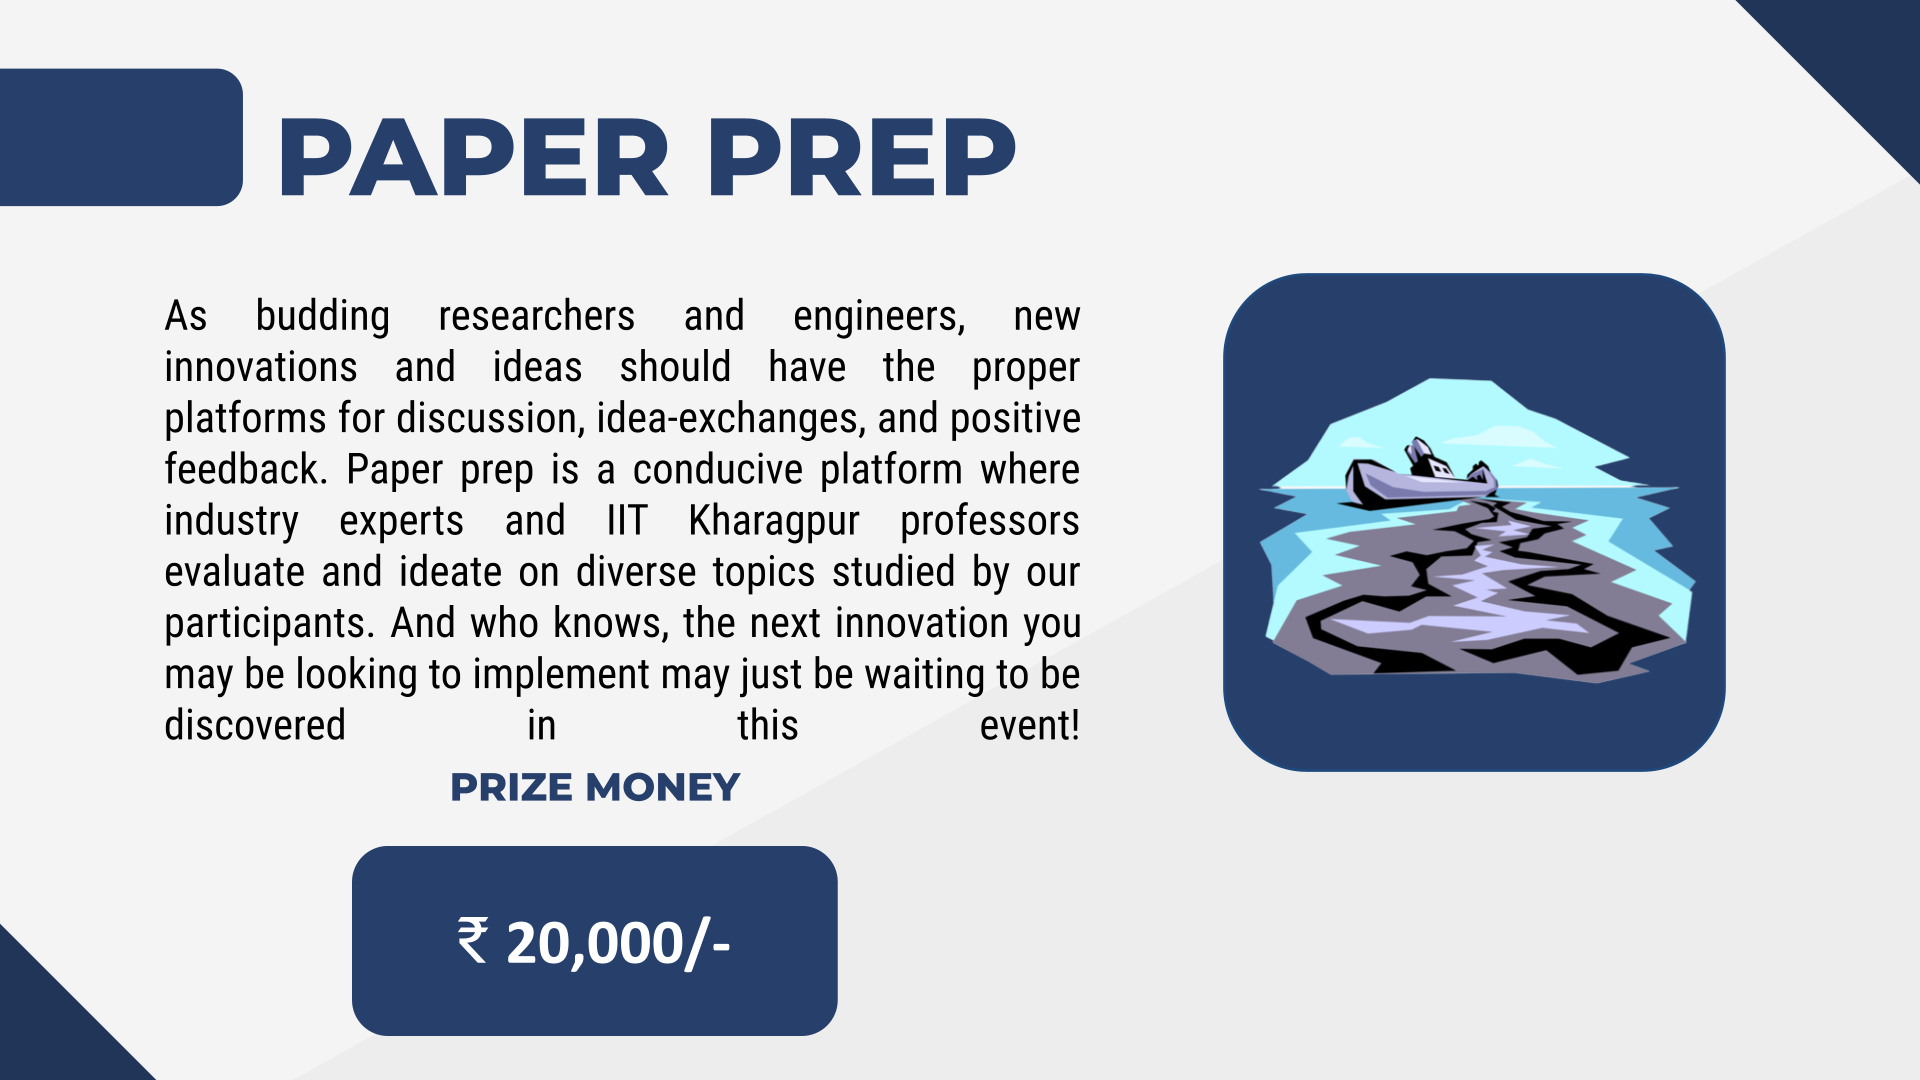 PAPER PREP
As budding researchers and engineers, new
innovations and ideas should have the proper
platforms for discussion, idea-exchanges, and positive
feedback. Paper prep is a conducive platform where
industry experts and IIT Kharagpur professors
evaluate and ideate on diverse topics studied by our
participants. And who knows, the next innovation you
may be looking to implement may just be waiting to be
discovered in this event!
PRIZE MONEY
₹ 20,000/-